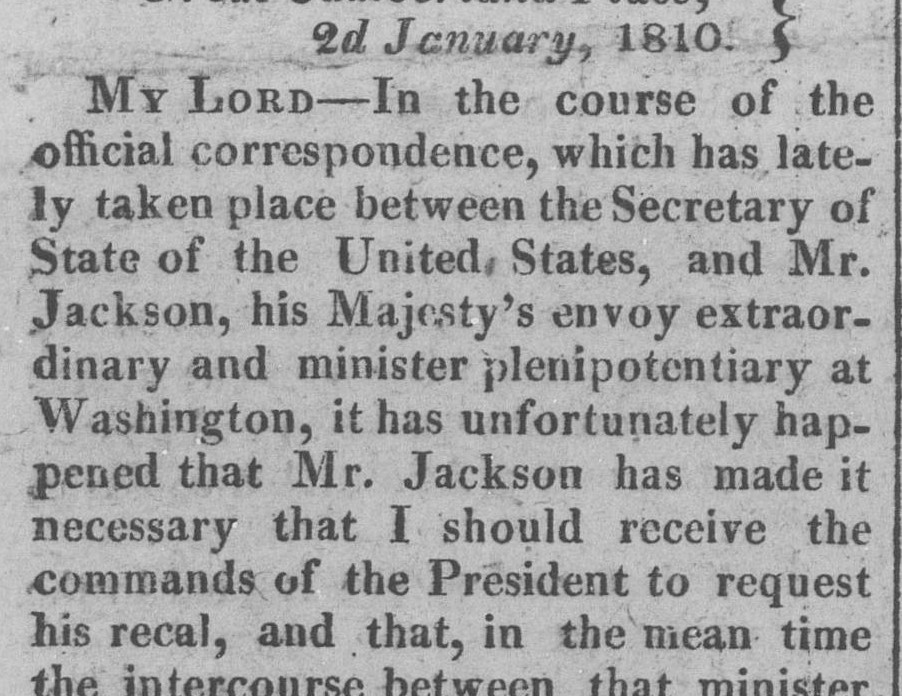 2d January, 1810.
MY LORD—In the course of the
official correspondence, which has late-
ly taken place between the Secretary of
State of the United States, and Mr.
Jackson, his Majesty's envoy extraor-
dinary and minister plenipotentiary at
Washington, it has unfortunately hap-
pened that Mr. Jackson has made it
necessary that I should receive the
commands of the President to request
his recal, and that, in the mean time
the intercourse between that minister